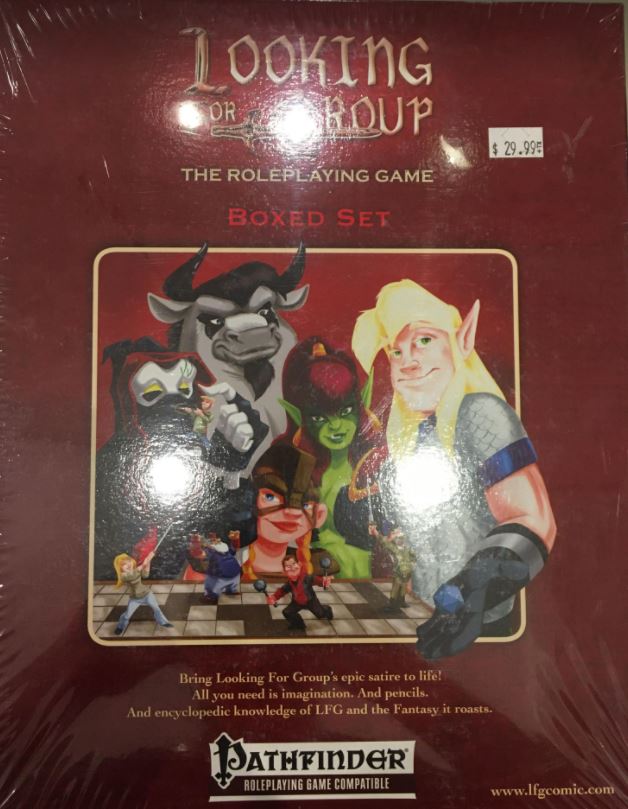 LOOKING
FOR GROUP
$ 29.99
THE ROLEPLAYING GAME
BOXED SET
Bring Looking For Group's epic satire to life!
All you need is imagination. And pencils.
And encyclopedic knowledge of LFG and the Fantasy it roasts.
PATHFINDER®
ROLEPLAYING GAME COMPATIBLE
www.lfgcomic.com